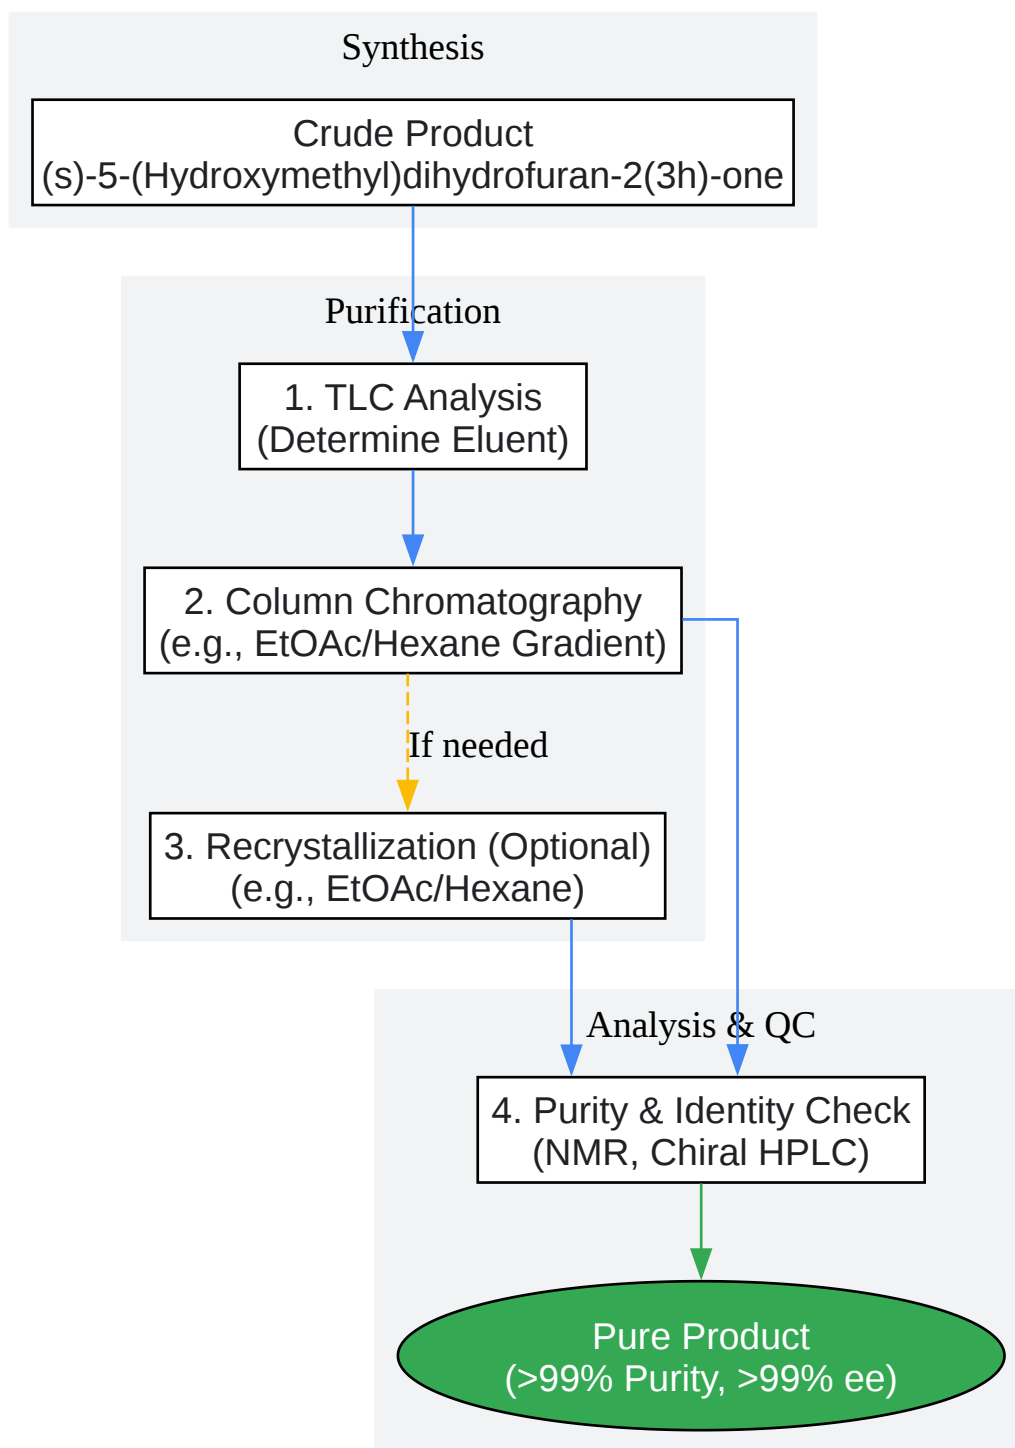 Synthesis
Crude Product
(s)-5-(Hydroxymethyl)dihydrofuran-2(3h)-one
Purification
1. TLC Analysis
(Determine Eluent)
2. Column Chromatography
(e.g., EtOAc/Hexane Gradient)
If needed
3. Recrystallization (Optional)
(e.g., EtOAc/Hexane)
Analysis & QC
4. Purity & Identity Check
(NMR, Chiral HPLC)
Pure Product
(>99% Purity, >99% ee)